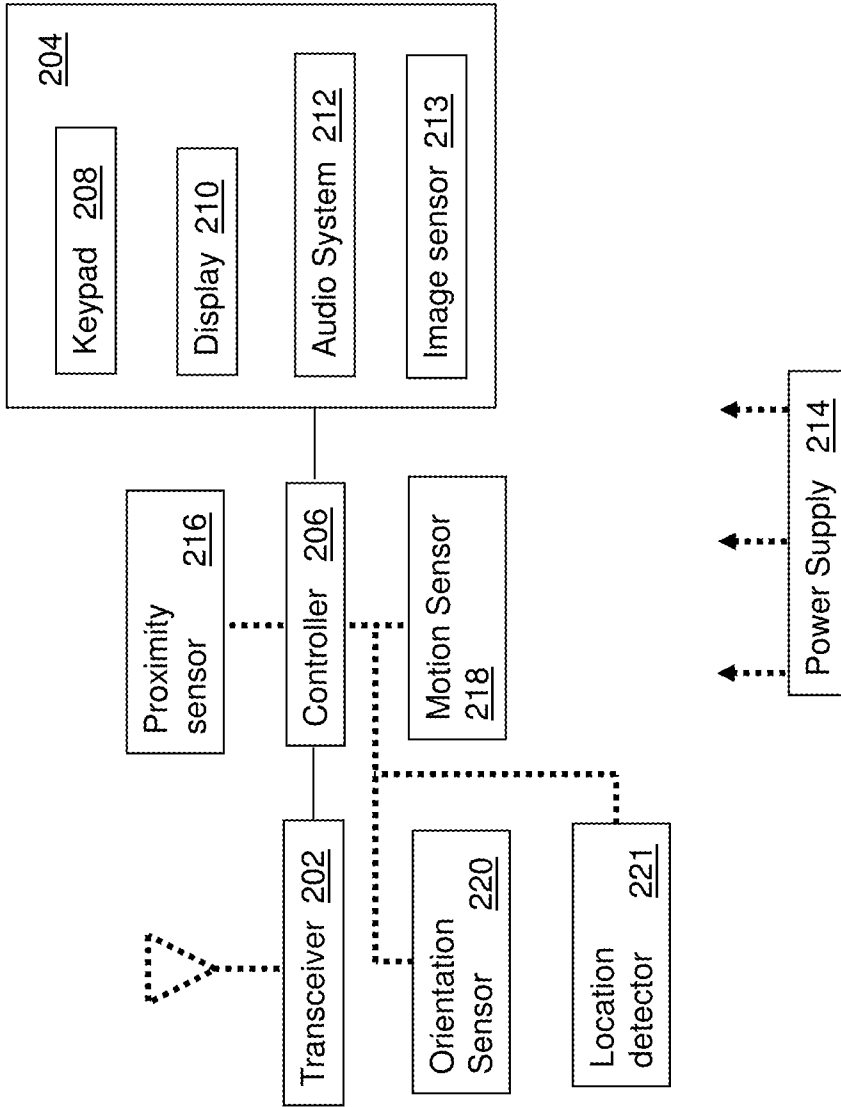 204
Keypad 208
Display 210
Audio System 212
Image sensor 213
Proximity
sensor 216
Controller 206
Motion Sensor
218
Transceiver 202
Orientation
Sensor 220
Location
detector 221
Power Supply 214